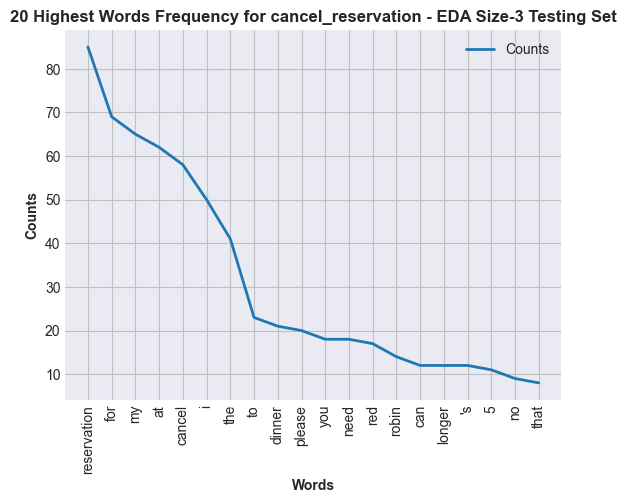 20 Highest Words Frequency for cancel_reservation - EDA Size-3 Testing Set
Counts
Counts
80
70
60
50
40
30
20
10
reservation
for
my
at
cancel
i
the
to
dinner
please
you
need
red
robin
can
longer
's
5
no
that
Words